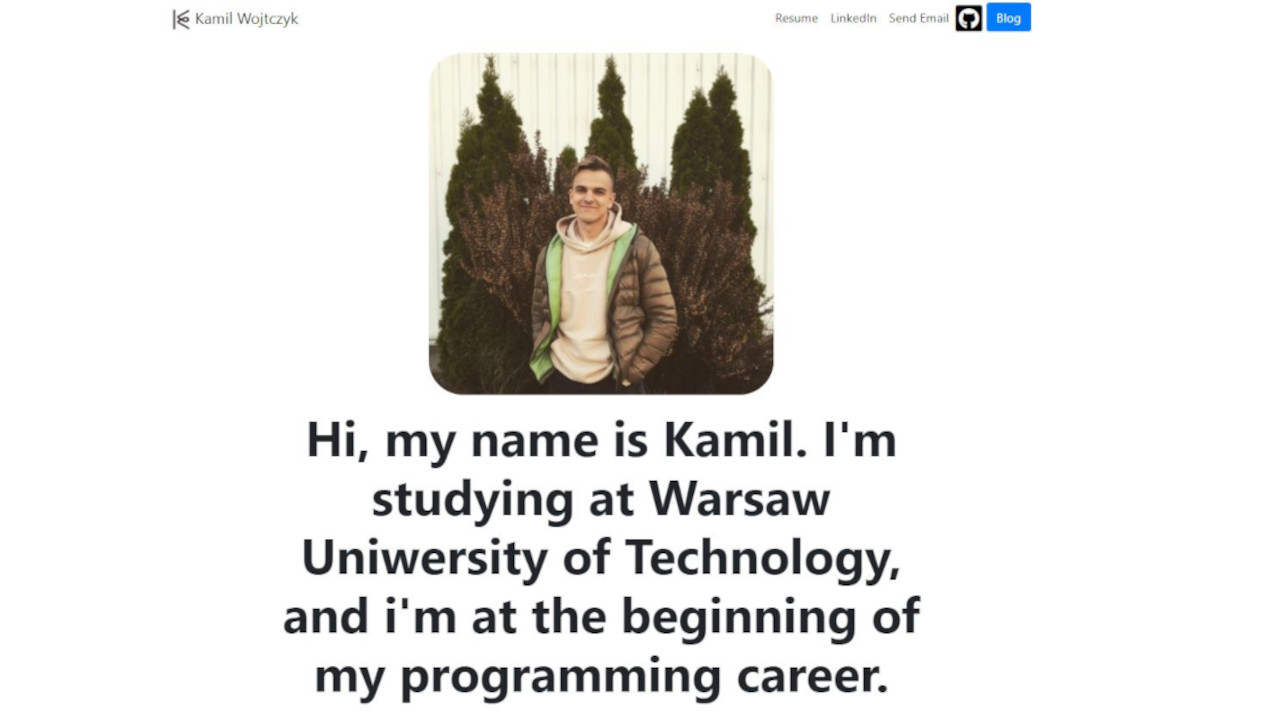 Kamil Wojtczyk
Resume LinkedIn Send Email Blog
Hi, my name is Kamil. I'm
studying at Warsaw
Uniwersity of Technology,
and i'm at the beginning of
my programming career.